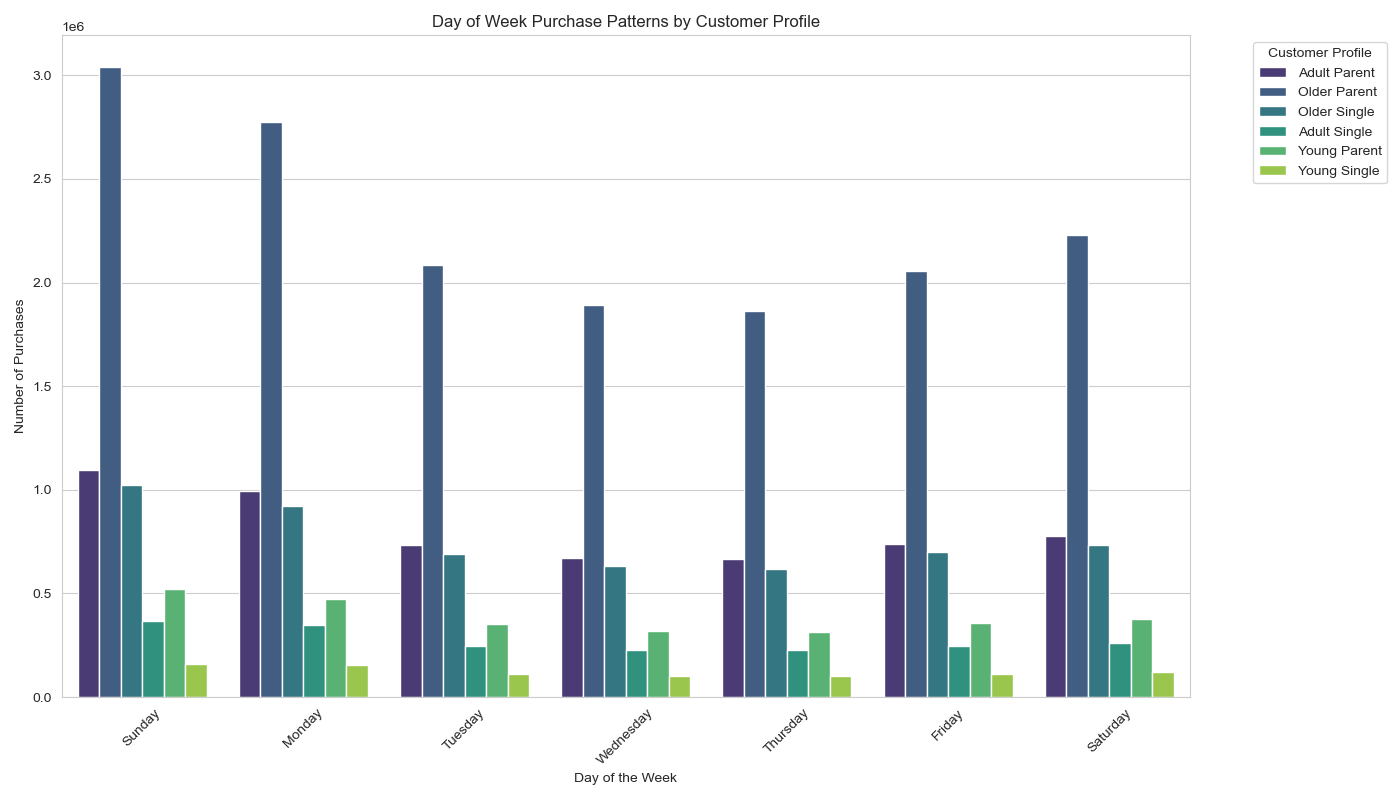 Day of Week Purchase Patterns by Customer Profile
1e6
3.0
2.5
2.0
1.5
1.0
0.5
0.0
Number of Purchases
Sunday
Monday
Tuesday
Wednesday
Thursday
Friday
Saturday
Day of the Week
Customer Profile
Adult Parent
Older Parent
Older Single
Adult Single
Young Parent
Young Single